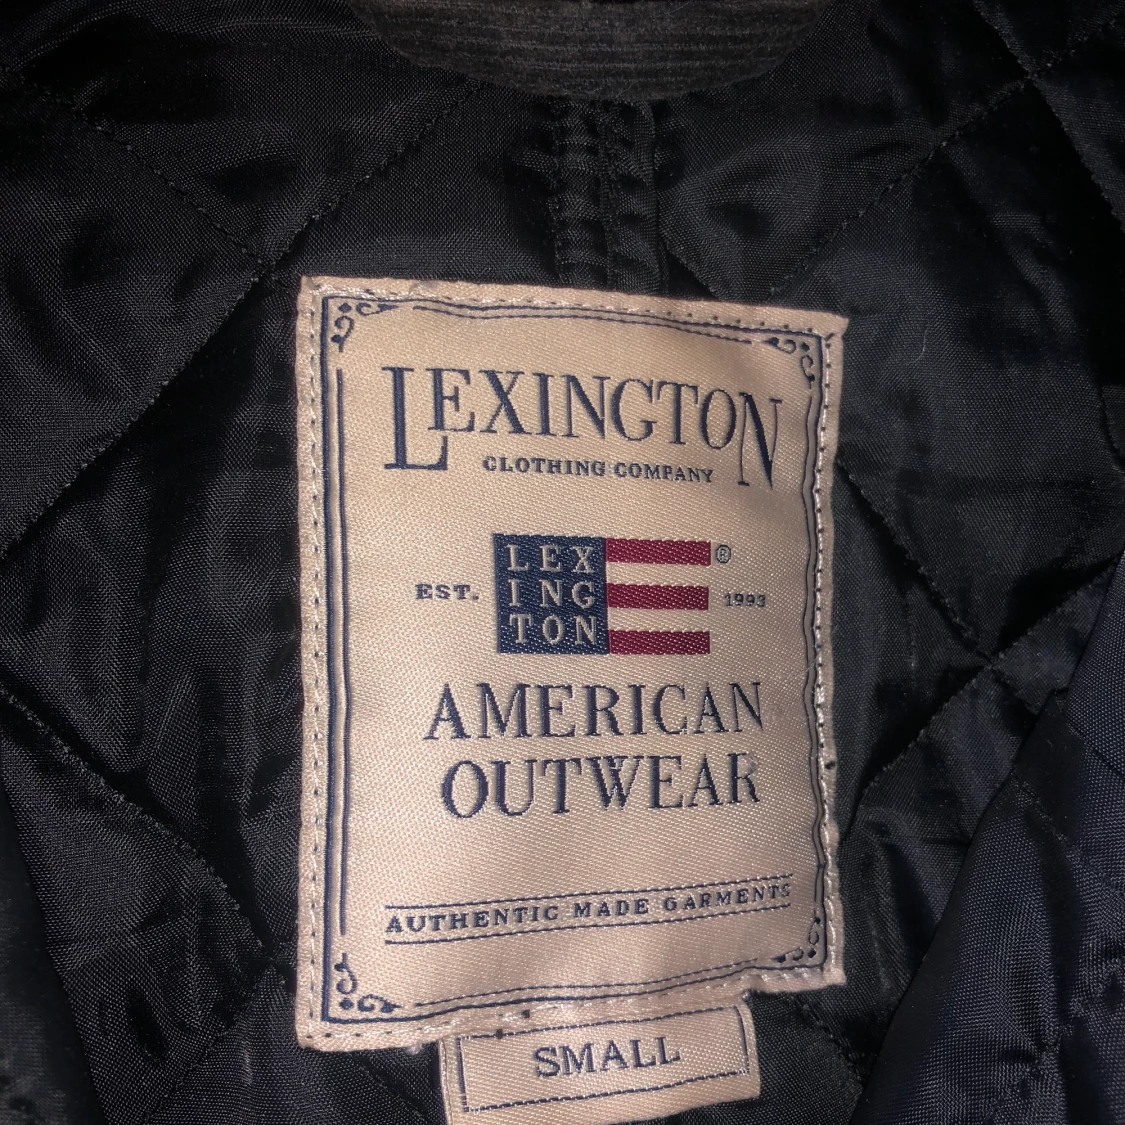 LEXINGTON
CLOTHING COMPANY
LEX
ING
TON
®
EST.
1993
AMERICAN
OUTWEAR
AUTHENTIC MADE GARMENTS
SMALL